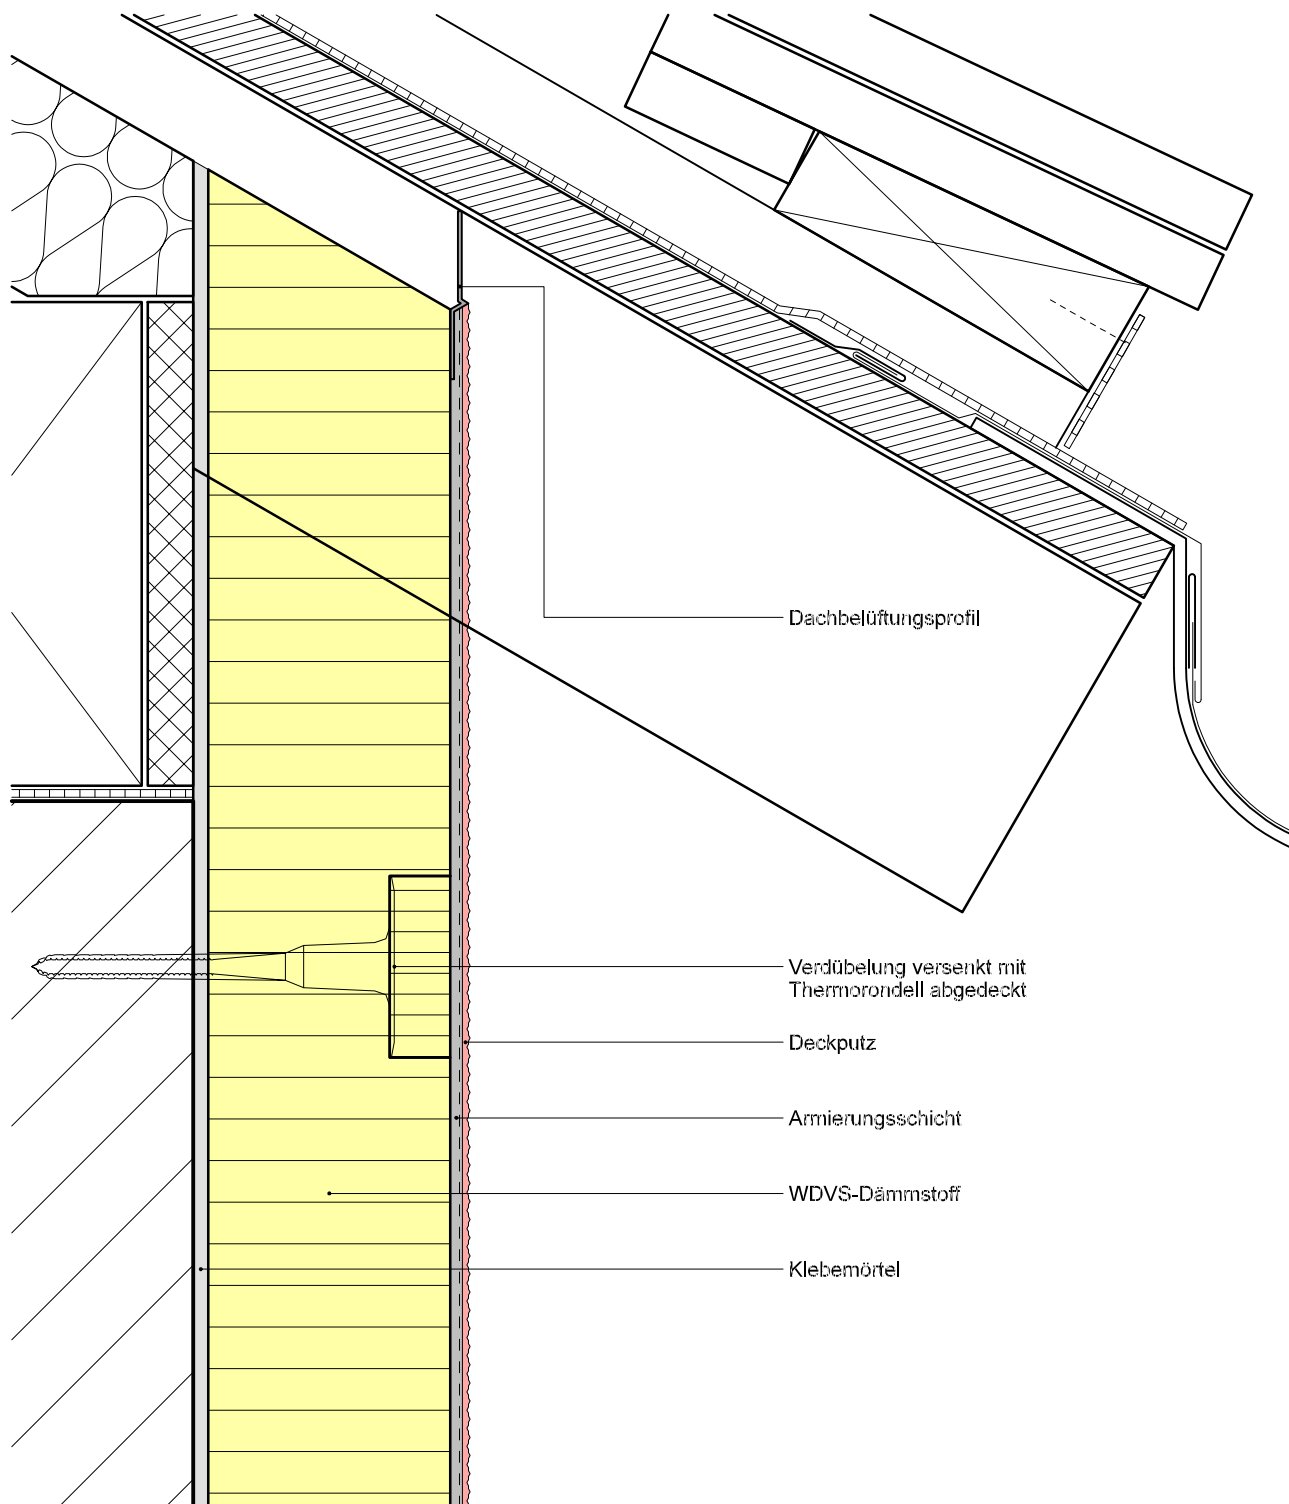 Dachbelüftungsprofil
Verdübelung versenkt mit
Thermorondell abgedeckt
Deckputz
Armierungsschicht
WDVS-Dämmstoff
Klebemörtel